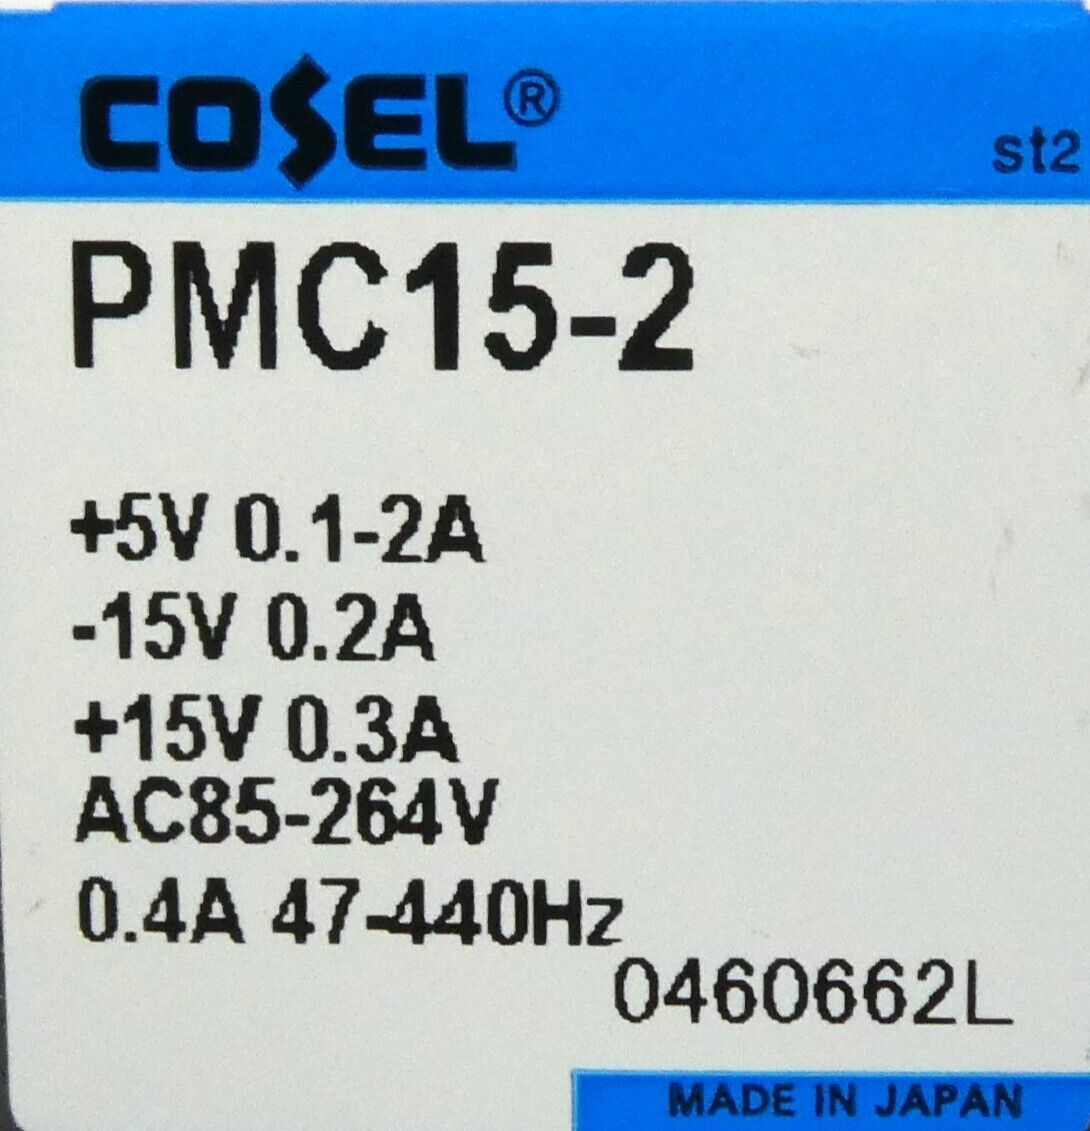 COSEL®
st2
PMC15-2
+5V 0.1-2A
-15V 0.2A
+15V 0.3A
AC85-264V
0.4A 47-440Hz
0460662L
MADE IN JAPAN